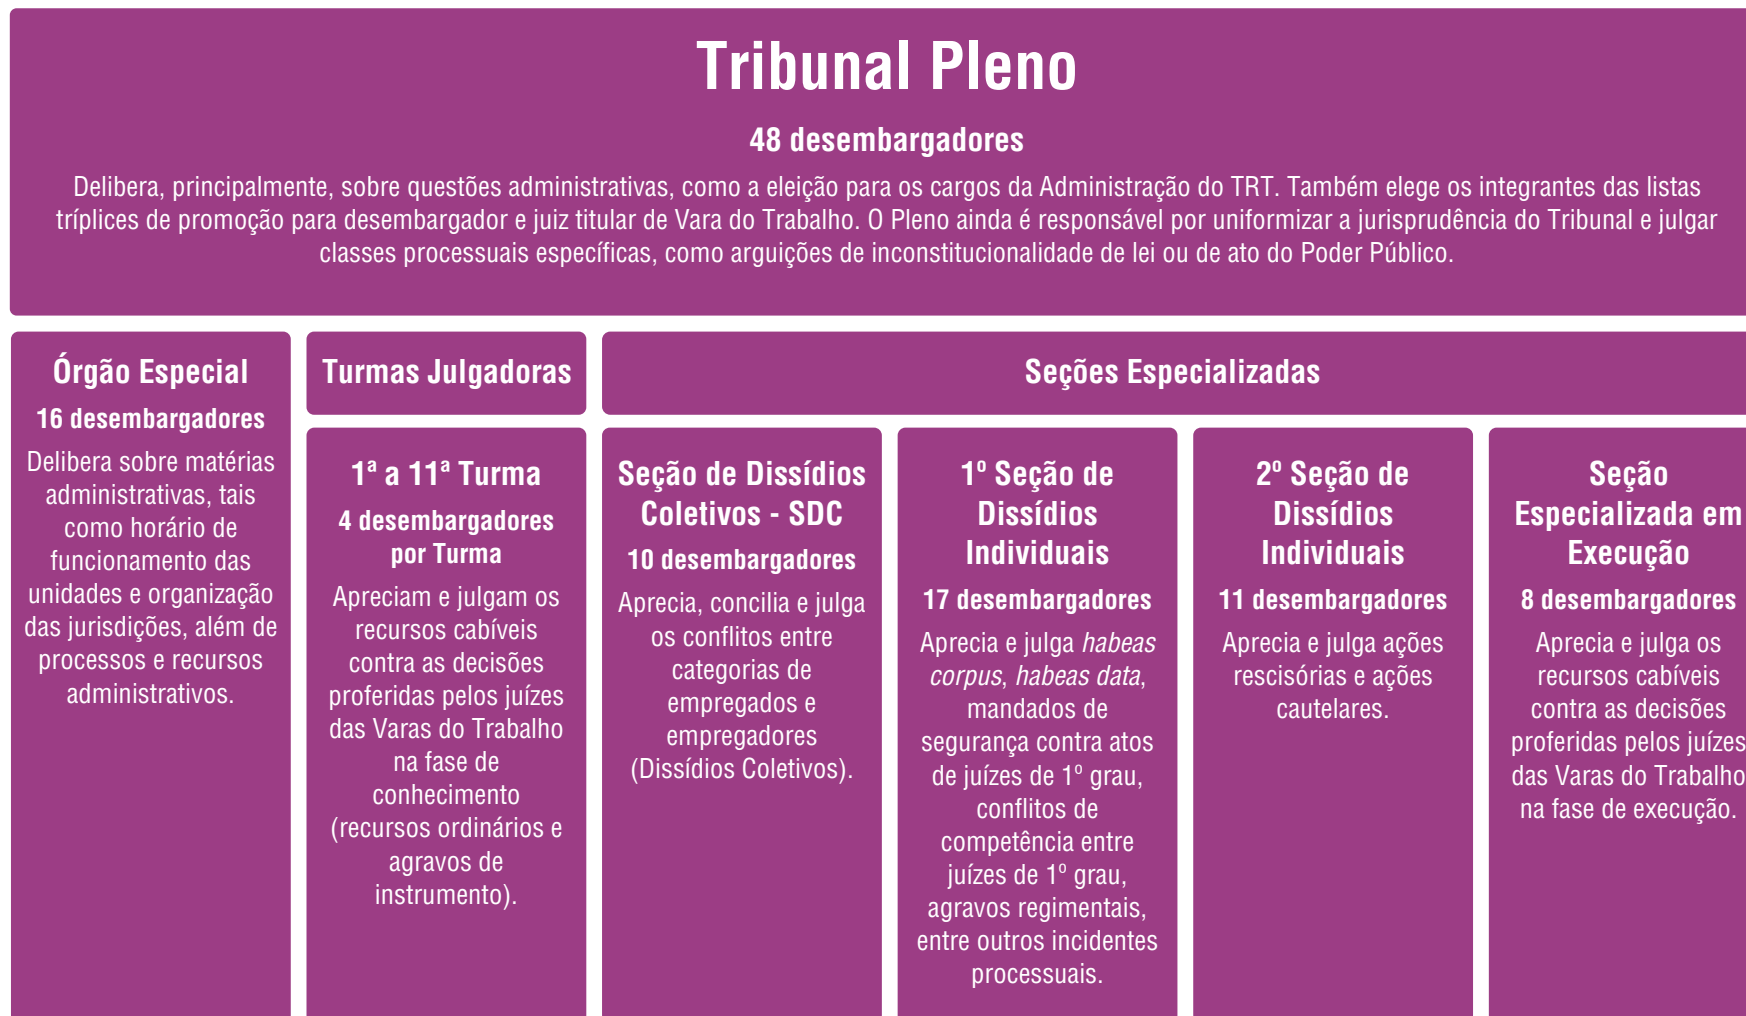 Tribunal Pleno
48 desembargadores
Delibera, principalmente, sobre questões administrativas, como a eleição para os cargos da Administração do TRT. Também elege os integrantes das listas
tríplices de promoção para desembargador e juiz titular de Vara do Trabalho. O Pleno ainda é responsável por uniformizar a jurisprudência do Tribunal e julgar
classes processuais específicas, como arguições de inconstitucionalidade de lei ou de ato do Poder Público.
Órgão Especial
16 desembargadores
Delibera sobre matérias
administrativas, tais
como horário de
funcionamento das
unidades e organização
das jurisdições, além de
processos e recursos
administrativos.
Turmas Julgadoras
1ª a 11ª Turma
4 desembargadores
por Turma
Apreciam e julgam os
recursos cabíveis
contra as decisões
proferidas pelos juízes
das Varas do Trabalho
na fase de
conhecimento
(recursos ordinários e
agravos de
instrumento).
Seções Especializadas
Seção de Dissídios
Coletivos - SDC
10 desembargadores
Aprecia, concilia e julga
os conflitos entre
categorias de
empregados e
empregadores
(Dissídios Coletivos).
1º Seção de
Dissídios
Individuais
17 desembargadores
Aprecia e julga habeas
corpus, habeas data,
mandados de
segurança contra atos
de juízes de 1º grau,
conflitos de
competência entre
juízes de 1º grau,
agravos regimentais,
entre outros incidentes
processuais.
2º Seção de
Dissídios
Individuais
11 desembargadores
Aprecia e julga ações
rescisórias e ações
cautelares.
Seção
Especializada em
Execução
8 desembargadores
Aprecia e julga os
recursos cabíveis
contra as decisões
proferidas pelos juízes
das Varas do Trabalho
na fase de execução.